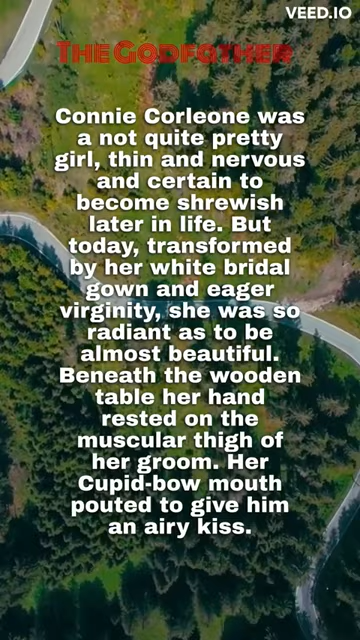 VEED.IO
THE GODFATHER
Connie Corleone was
a not quite pretty
girl, thin and nervous
and certain to
become shrewish
later in life. But
today, transformed
by her white bridal
gown and eager
virginity, she was so
radiant as to be
almost beautiful.
Beneath the wooden
table her hand
rested on the
muscular thigh of
her groom. Her
Cupid-bow mouth
pouted to give him
an airy kiss.